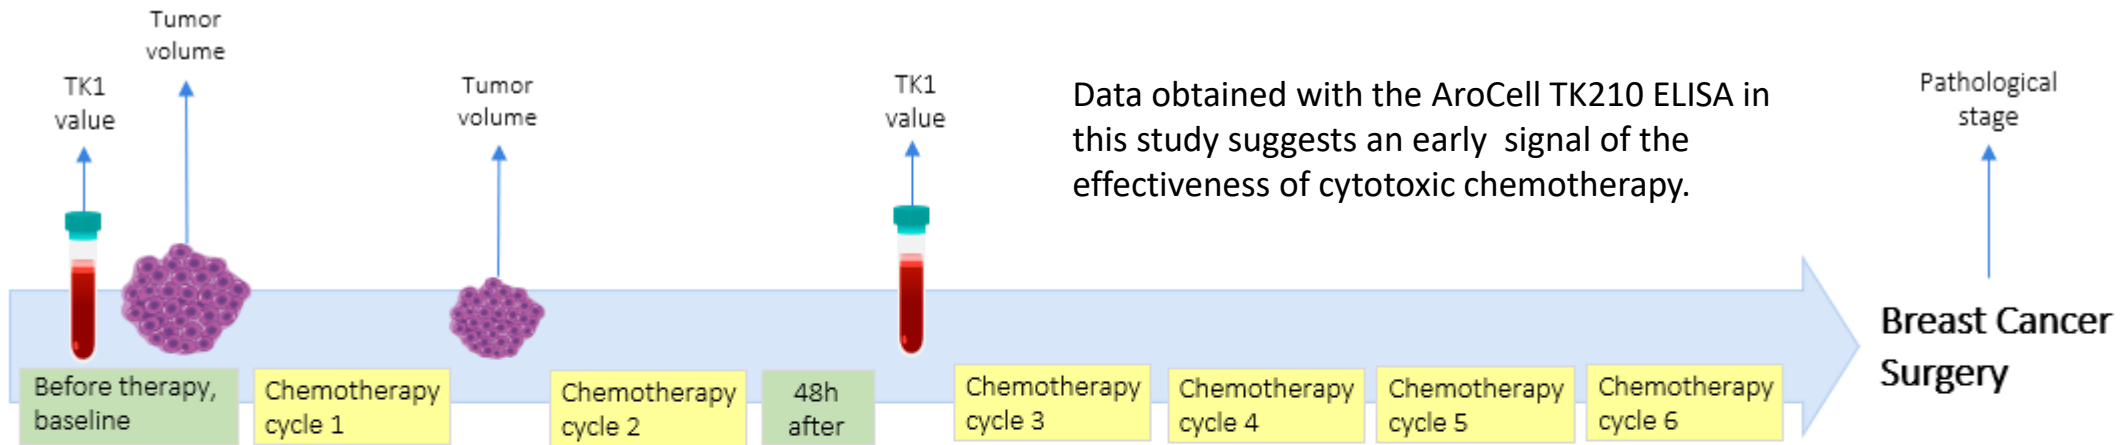 Tumor
volume
TK1
value
Tumor
volume
TK1
value
Data obtained with the AroCell TK210 ELISA in
this study suggests an early signal of the
effectiveness of cytotoxic chemotherapy.
Pathological
stage
Breast Cancer
Surgery
Before therapy,
baseline
Chemotherapy
cycle 1
Chemotherapy
cycle 2
48h
after
Chemotherapy
cycle 3
Chemotherapy
cycle 4
Chemotherapy
cycle 5
Chemotherapy
cycle 6